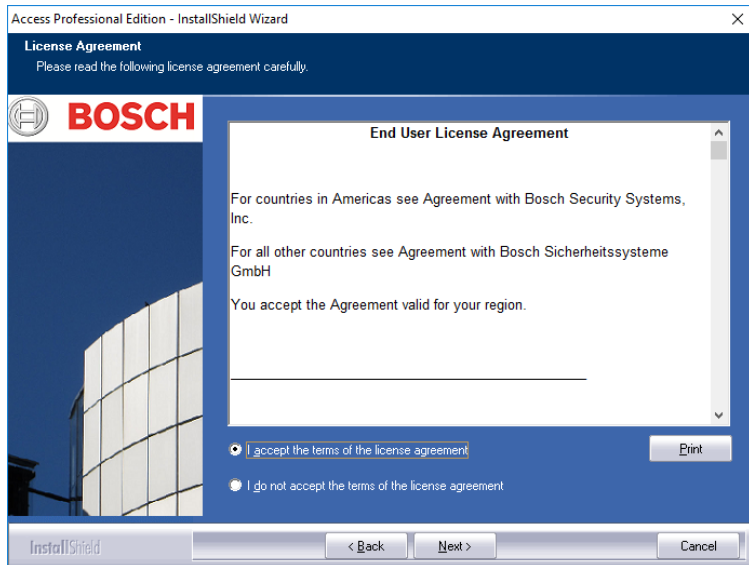 Access Professional Edition - InstallShield Wizard
License Agreement
Please read the following license agreement carefully.
BOSCH
End User License Agreement
For countries in Americas see Agreement with Bosch Security Systems,
Inc.
For all other countries see Agreement with Bosch Sicherheitssysteme
GmbH
You accept the Agreement valid for your region.
I accept the terms of the license agreement
Print
I do not accept the terms of the license agreement
InstallShield
< Back
Next >
Cancel